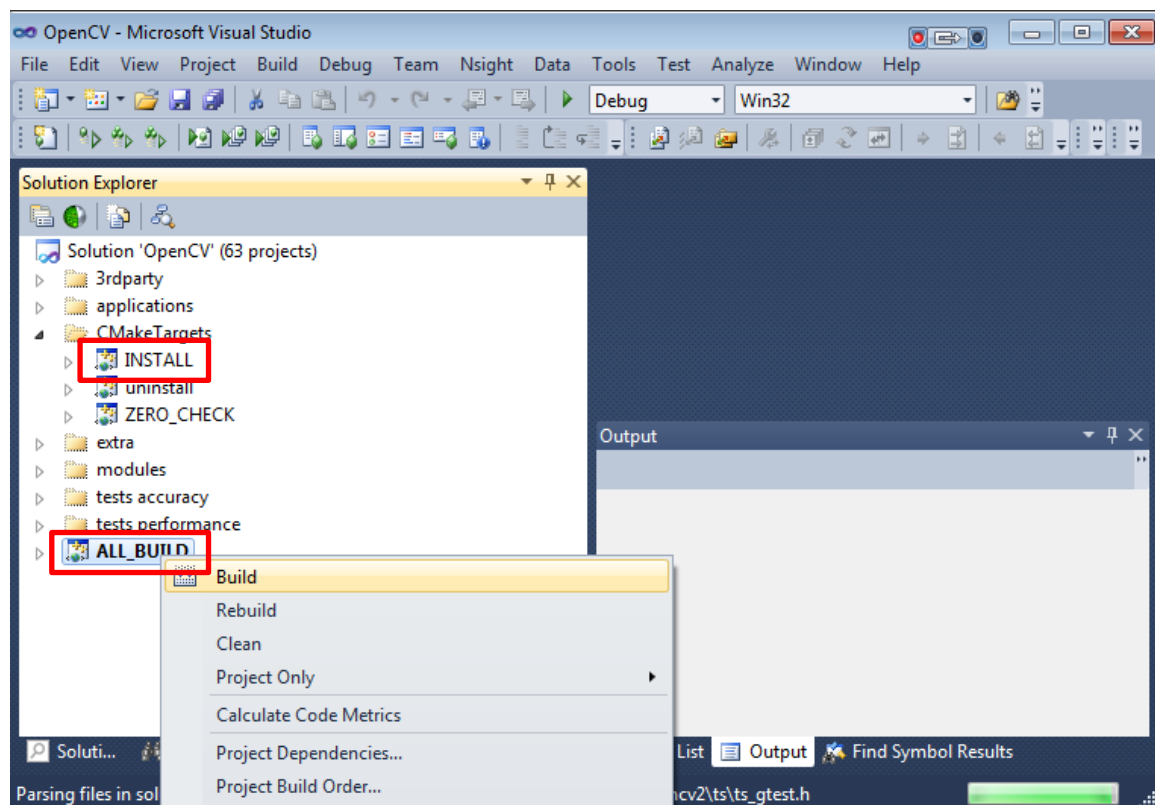 OpenCV - Microsoft Visual Studio
File Edit View Project Build Debug Team Nsight Data Tools Test Analyze Window Help
Debug Win32
Solution Explorer
Solution 'OpenCV' (63 projects)
3rdparty
applications
CMakeTargets
INSTALL
uninstall
ZERO_CHECK
extra
modules
tests accuracy
tests performance
ALL_BUILD
Build
Rebuild
Clean
Project Only
Calculate Code Metrics
Project Dependencies...
Project Build Order...
Output
Soluti... List Output Find Symbol Results
Parsing files in sol ncv2\ts\ts_gtest.h